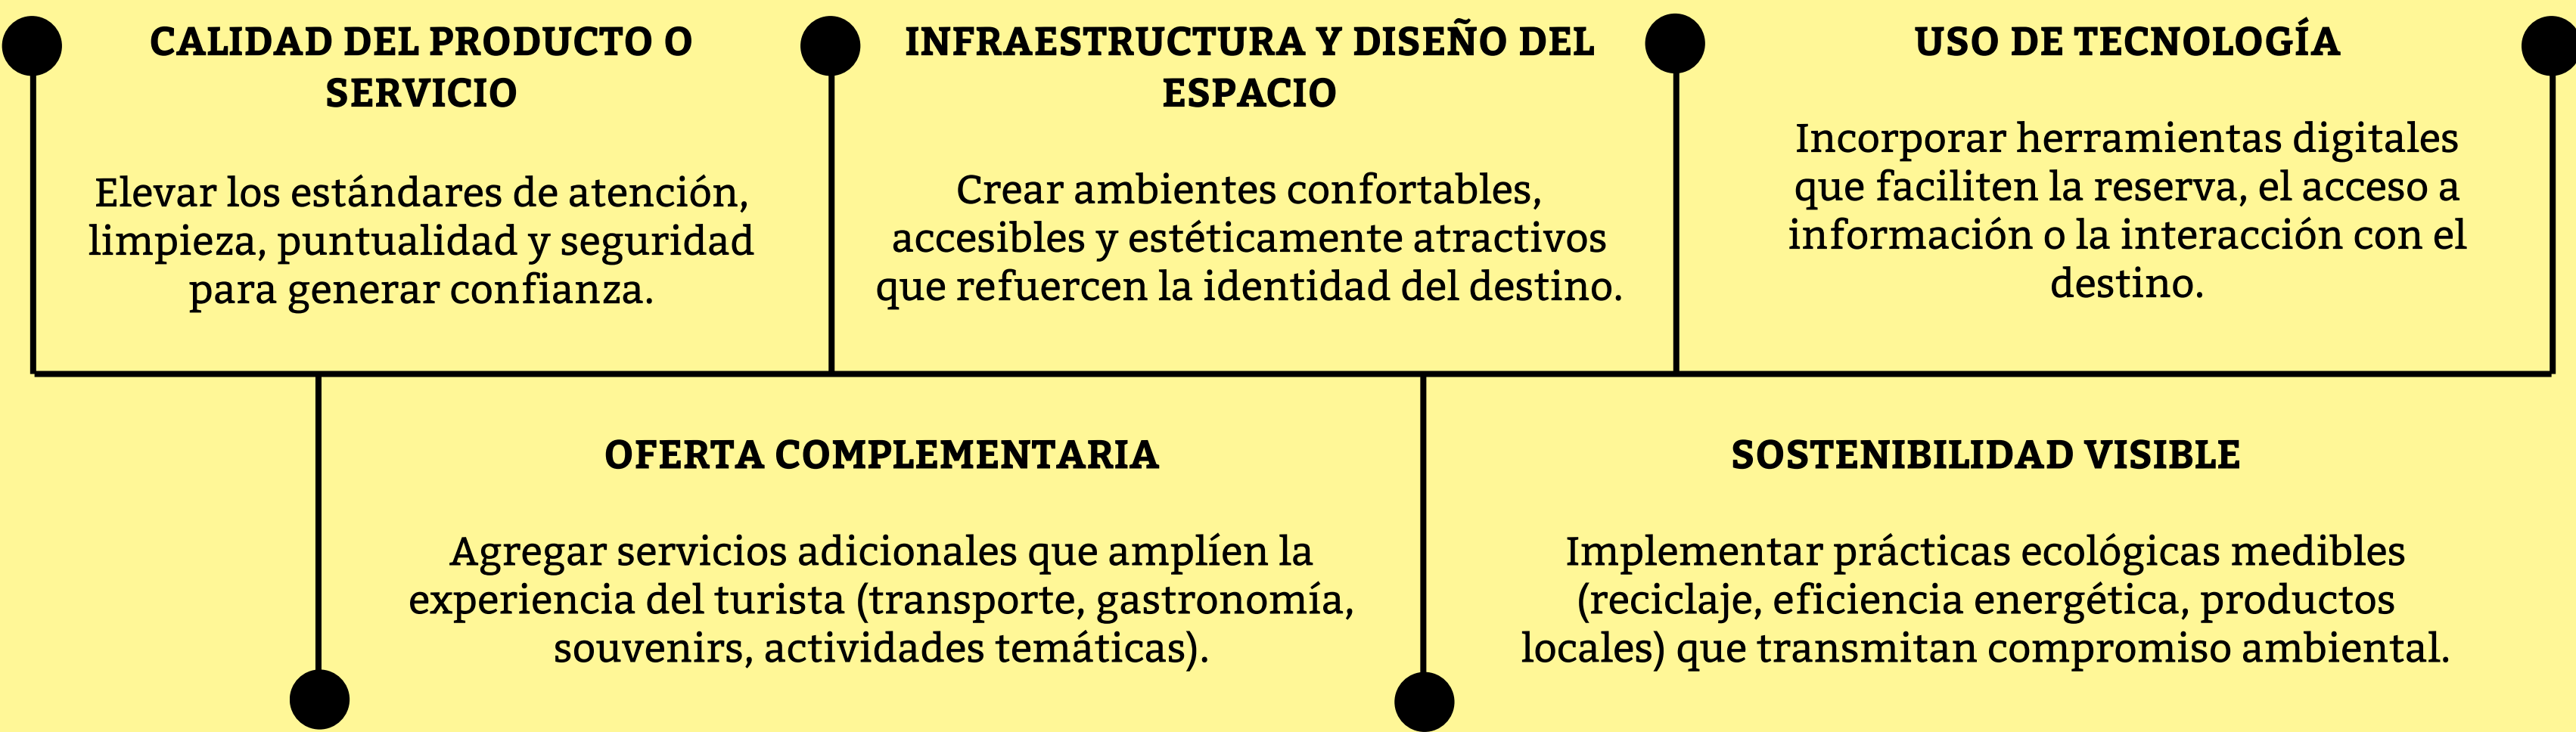 CALIDAD DEL PRODUCTO O
SERVICIO
Elevar los estándares de atención,
limpieza, puntualidad y seguridad
para generar confianza.
INFRAESTRUCTURA Y DISEÑO DEL
ESPACIO
Crear ambientes confortables,
accesibles y estéticamente atractivos
que refuercen la identidad del destino.
USO DE TECNOLOGÍA
Incorporar herramientas digitales
que faciliten la reserva, el acceso a
información o la interacción con el
destino.
OFERTA COMPLEMENTARIA
Agregar servicios adicionales que amplíen la
experiencia del turista (transporte, gastronomía,
souvenirs, actividades temáticas).
SOSTENIBILIDAD VISIBLE
Implementar prácticas ecológicas medibles
(reciclaje, eficiencia energética, productos
locales) que transmitan compromiso ambiental.